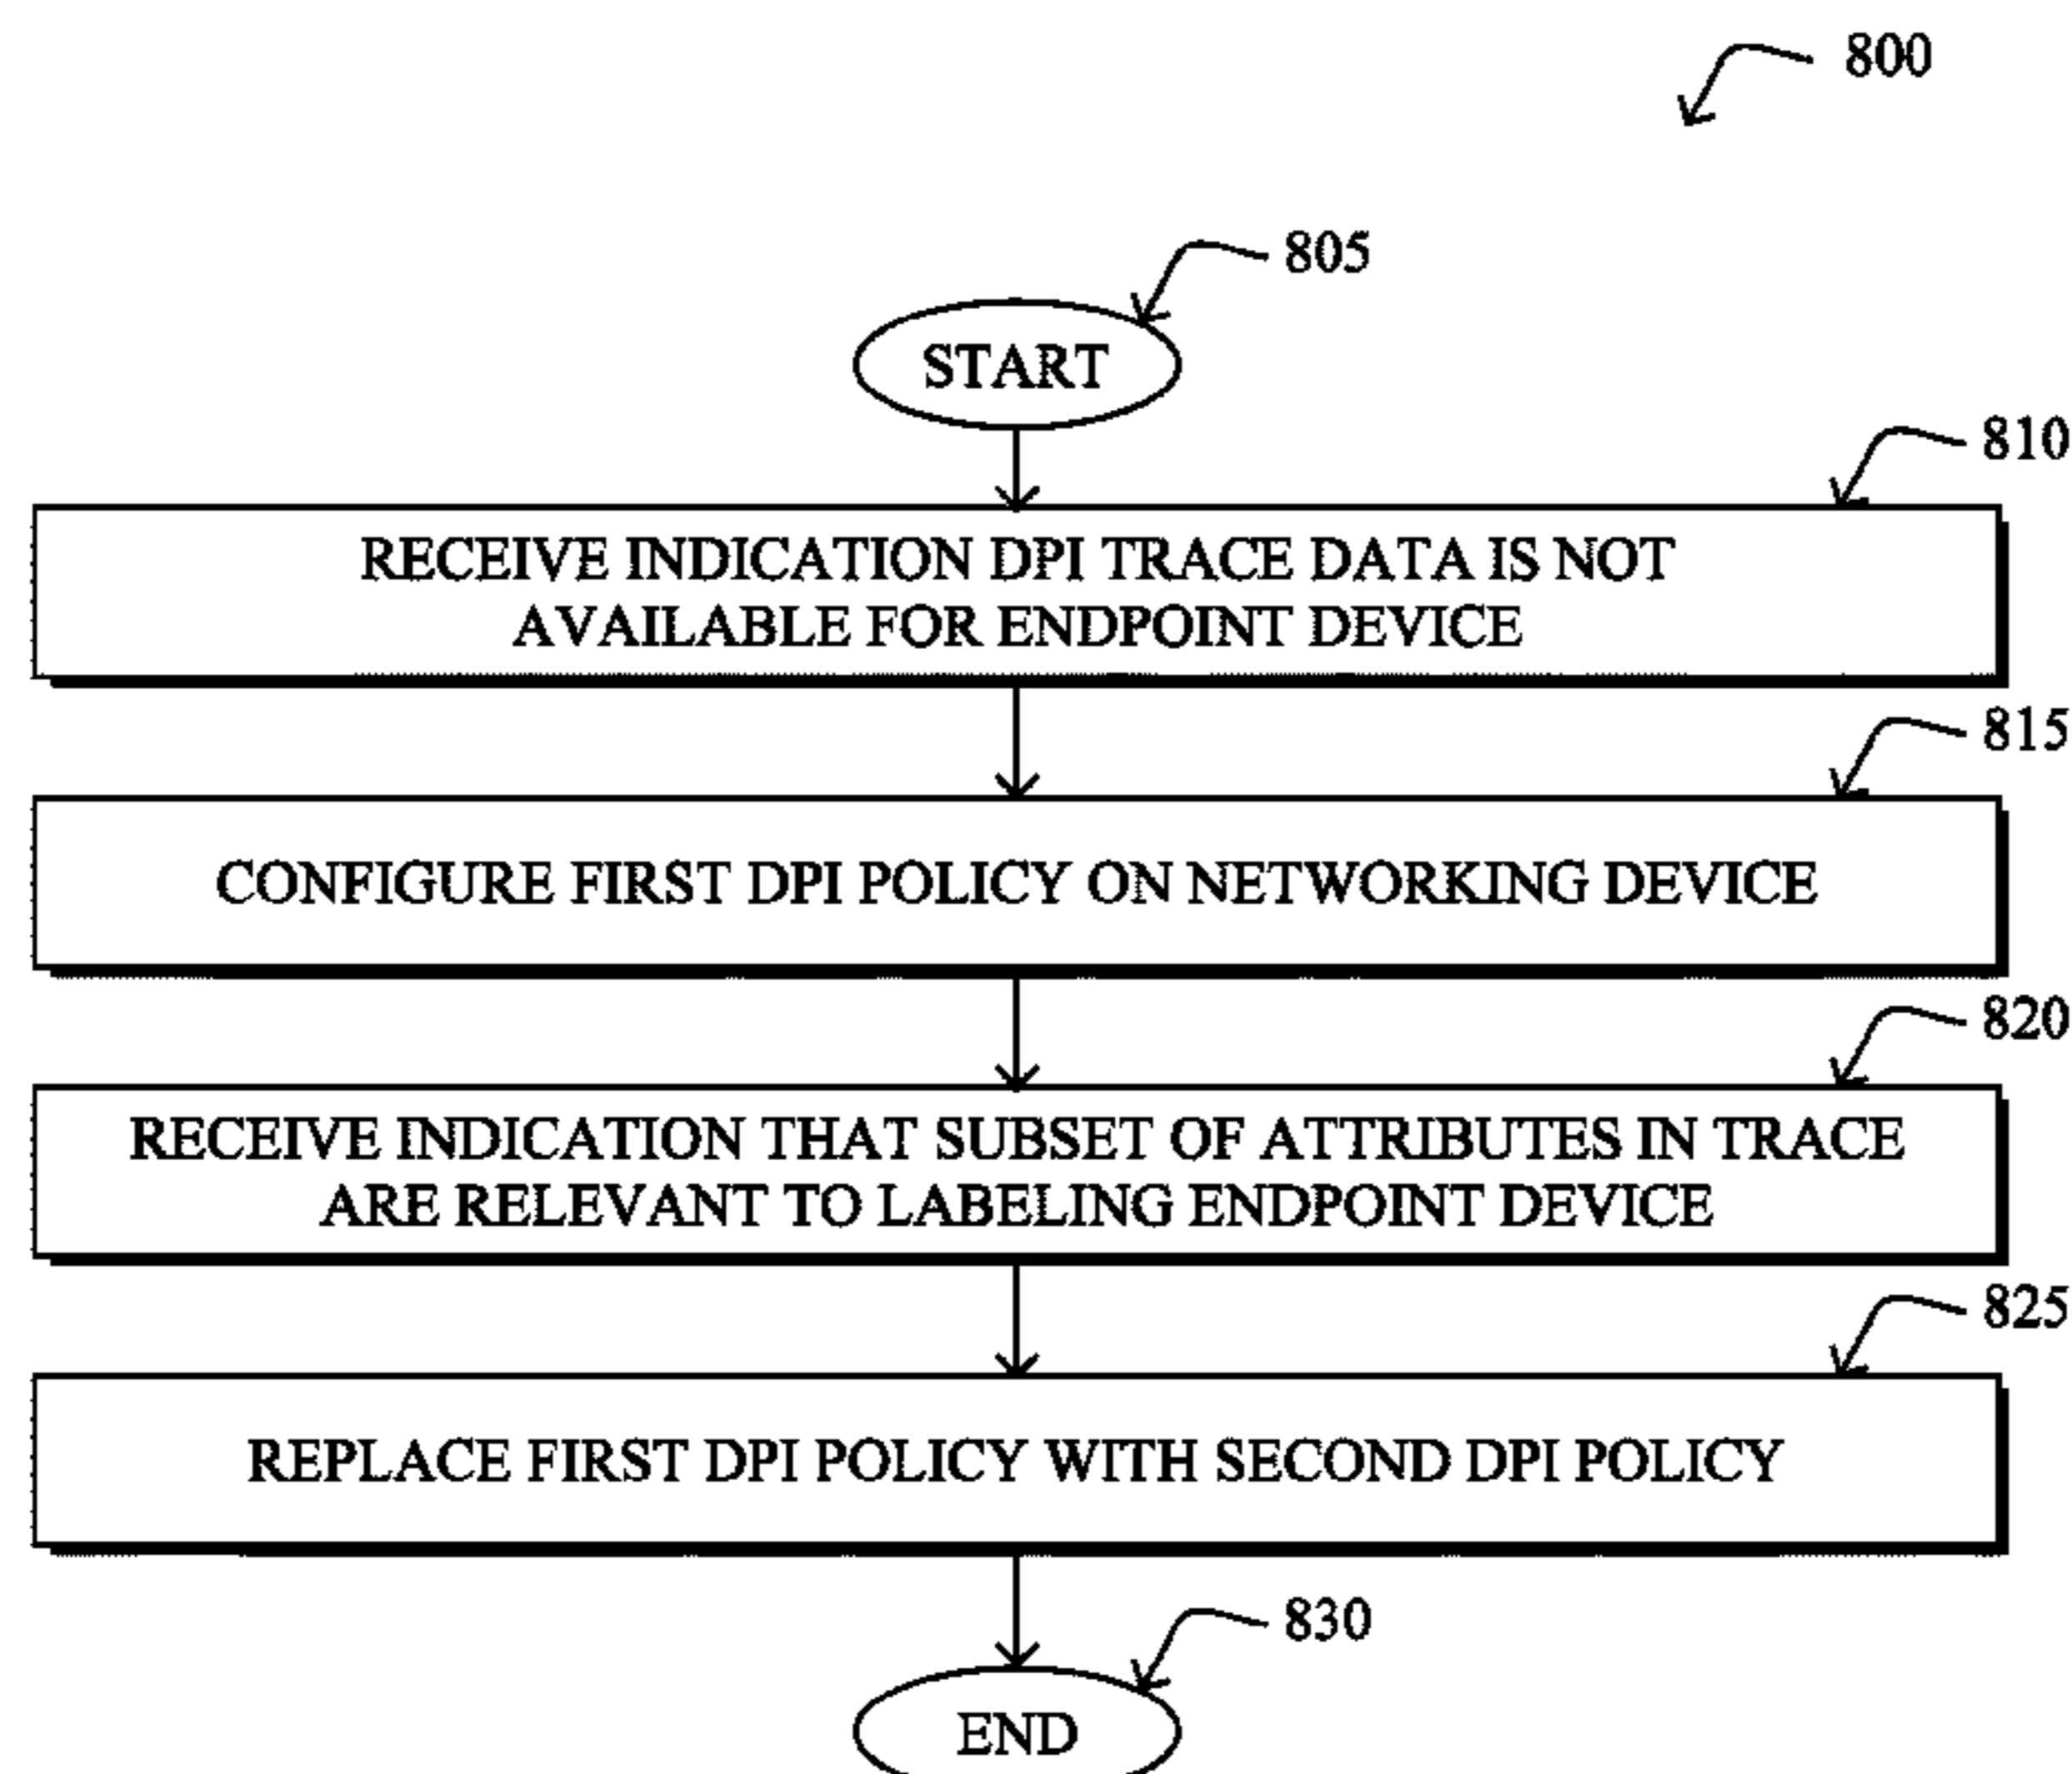 800
805
START
810
RECEIVE INDICATION DPI TRACE DATA IS NOT
AVAILABLE FOR ENDPOINT DEVICE
815
CONFIGURE FIRST DPI POLICY ON NETWORKING DEVICE
820
RECEIVE INDICATION THAT SUBSET OF ATTRIBUTES IN TRACE
ARE RELEVANT TO LABELING ENDPOINT DEVICE
825
REPLACE FIRST DPI POLICY WITH SECOND DPI POLICY
830
END